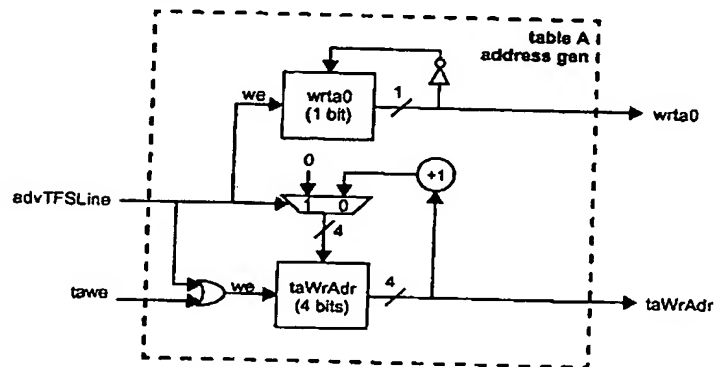 table A
address gen
we
wrta0
(1 bit)
1
wrta0
0
+1
advTFSLine
1 0
4
tawe
we
taWrAdr
(4 bits)
4
taWrAdr